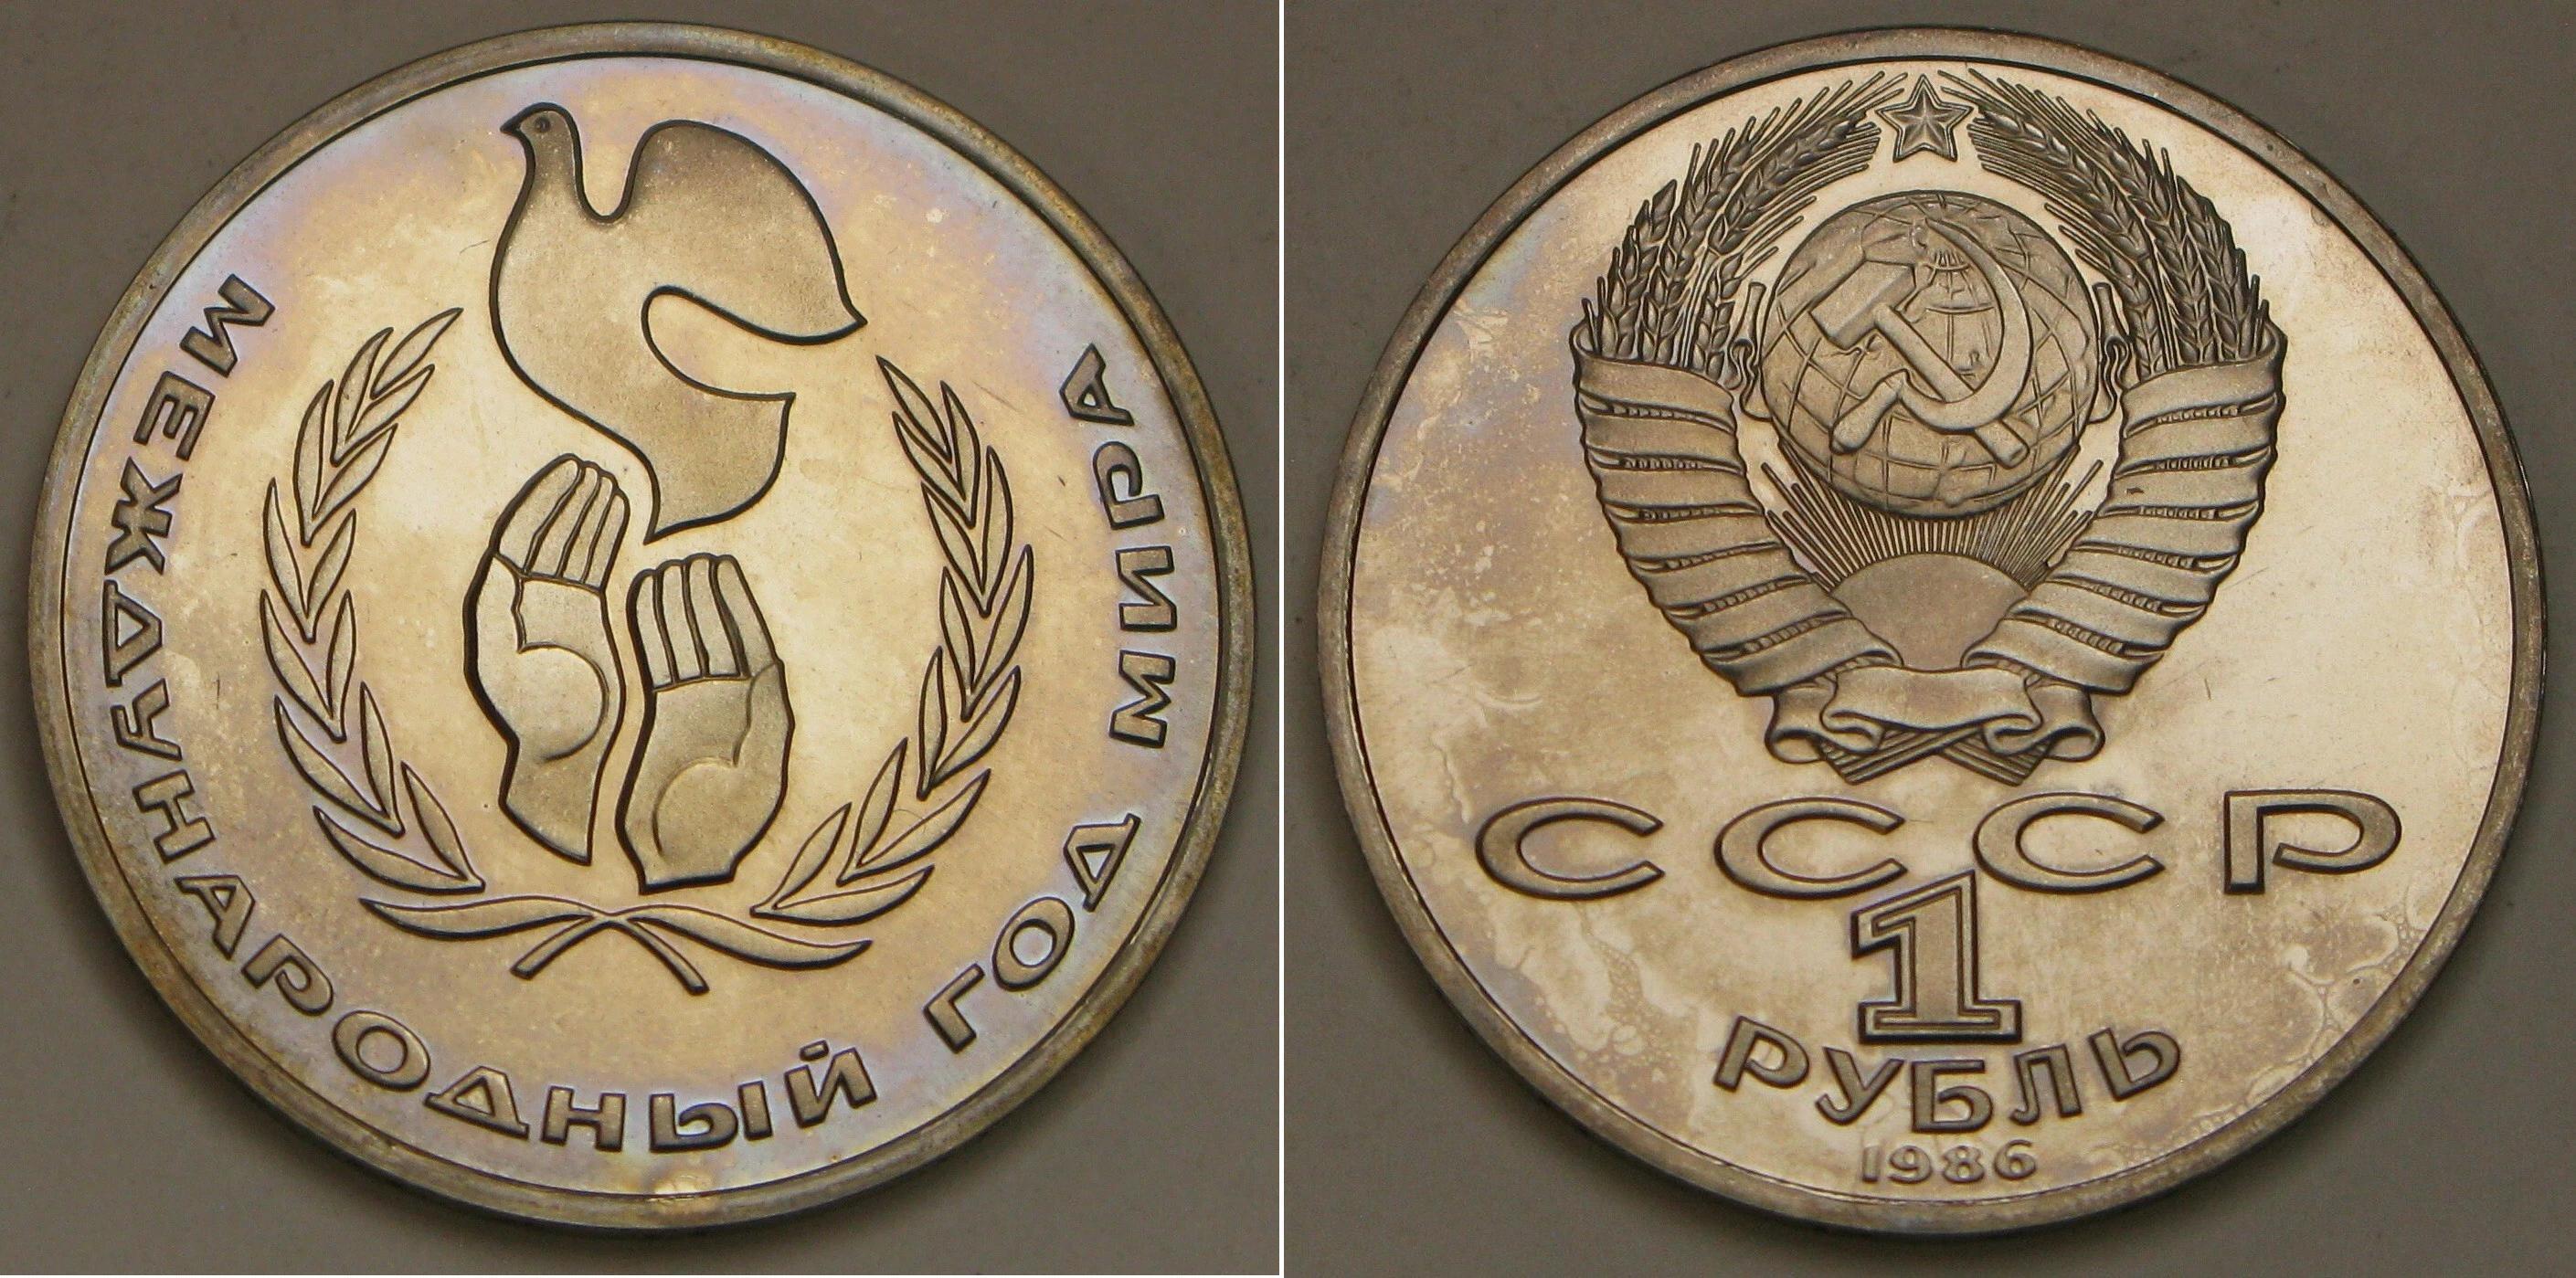 МЕЖДУНАРОДНЫЙ ГОД МИРА
СССР
1
РУБЛЬ
1986